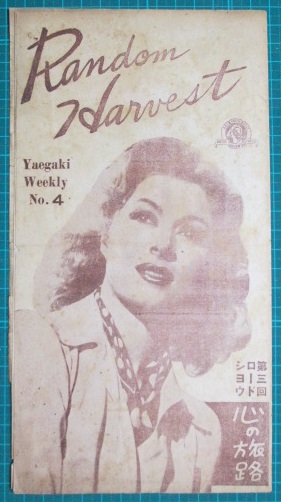 Random
Harvest
Yaegaki
Weekly
No. 4
第三回
ロード
シヨウ
心の旅路